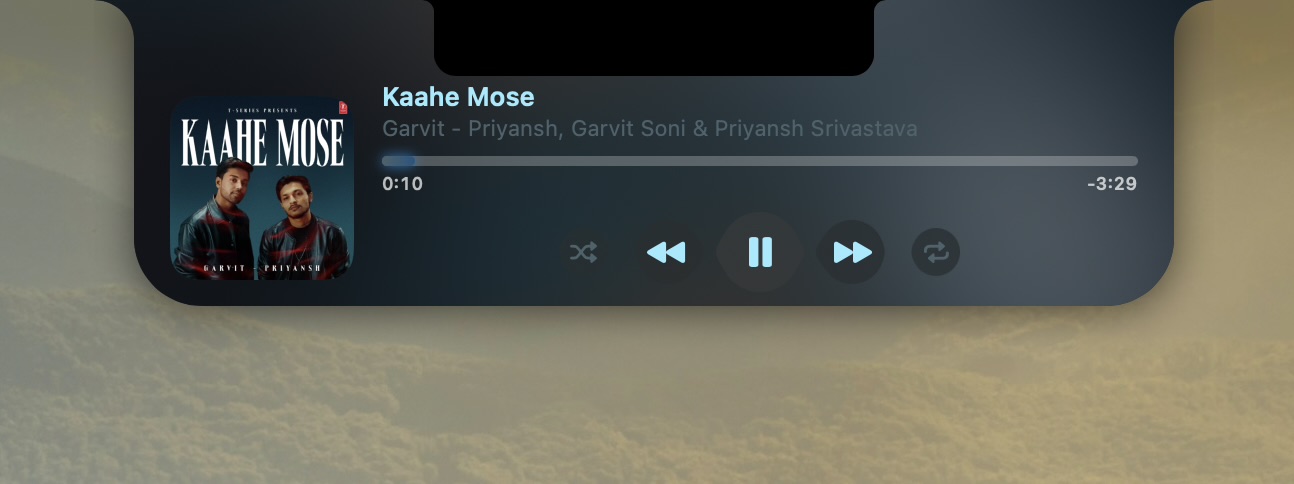 Kaahe Mose
Garvit - Priyansh, Garvit Soni & Priyansh Srivastava
0:10
-3:29
T-SERIES PRESENTS
KAAHE MOSE
GARVIT - PRIYANSH